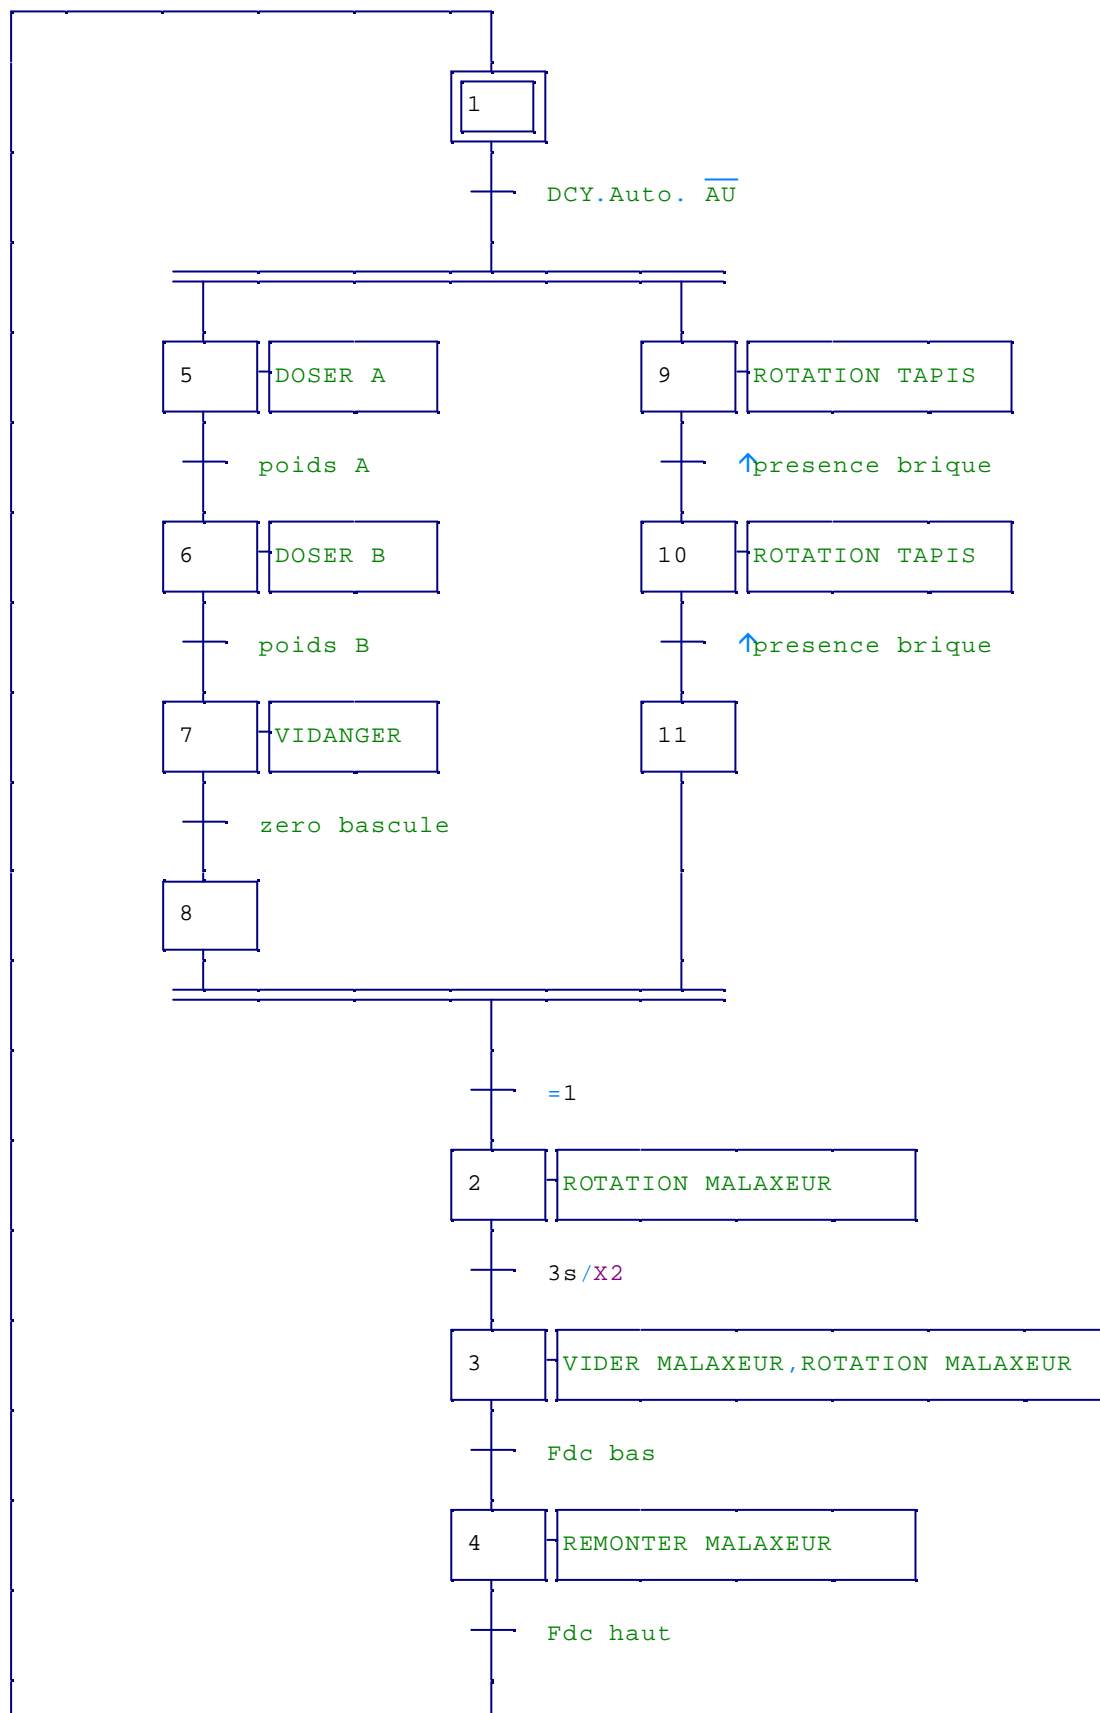 1
DCY.Auto. A̅U̅
5 DOSER A 9 ROTATION TAPIS
poids A ↑presence brique
6 DOSER B 10 ROTATION TAPIS
poids B ↑presence brique
7 VIDANGER 11
zero bascule
8
=1
2 ROTATION MALAXEUR
3s/X2
3 VIDER MALAXEUR,ROTATION MALAXEUR
Fdc bas
4 REMONTER MALAXEUR
Fdc haut